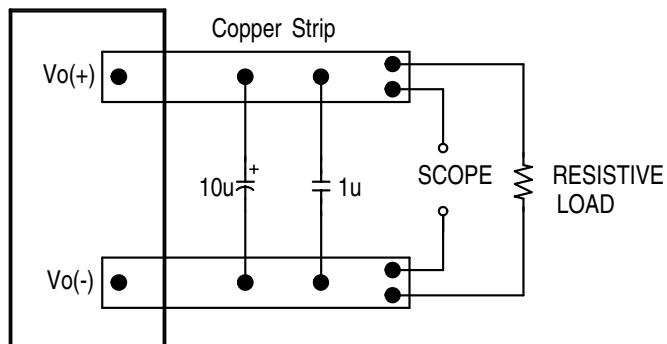 Copper Strip
Vo(+)
10u
+
1u
SCOPE
RESISTIVE
LOAD
Vo(-)